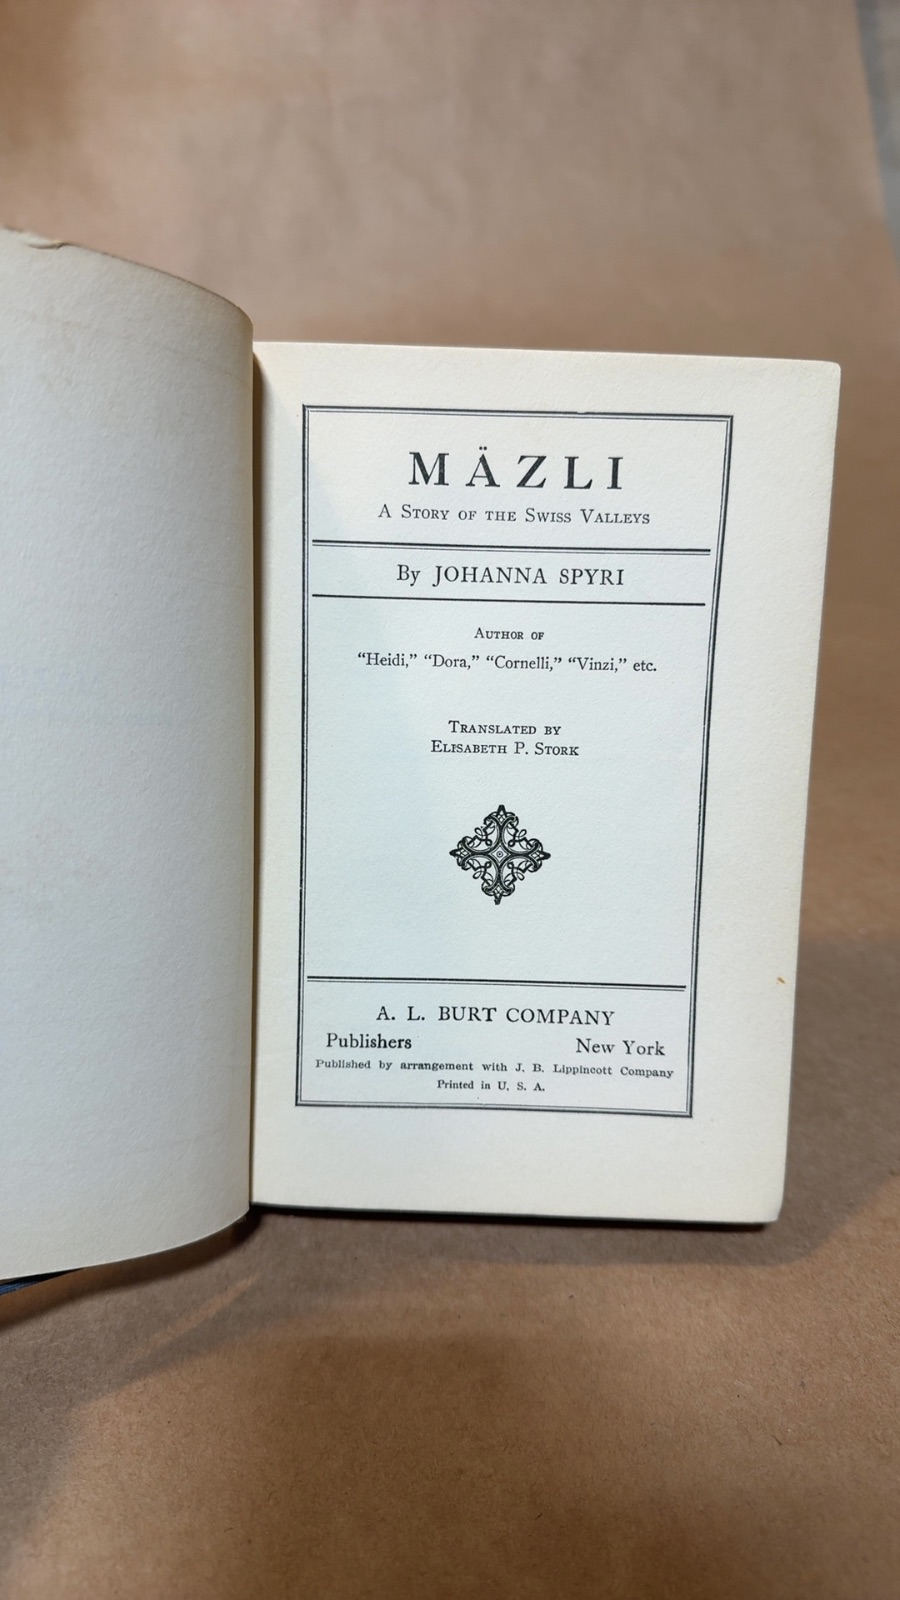 MÄZLI
A Story of the Swiss Valleys
By JOHANNA SPYRI
Author of
“Heidi,” “Dora,” “Cornelli,” “Vinzi,” etc.
Translated by
Elisabeth P. Stork
A. L. BURT COMPANY
Publishers New York
Published by arrangement with J. B. Lippincott Company
Printed in U. S. A.